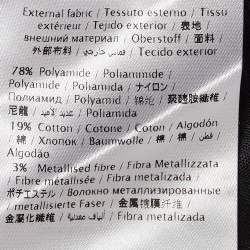 External fabric / Tessuto esterno / Tissu
extérieur / Tejido exterior / 表地 /
внешний материал / Oberstoff / 面料 /
外部布料 / قماش خارجي / Tecido exterior
78% Polyamide / Poliammide /
Polyamide / Poliamida / ナイロン /
Полиамид / Polyamid / 锦纶 / 聚醯胺纖維 /
尼龍 / بولي أميد / Poliamida
19% Cotton / Cotone / Coton / Algodón
/ 綿 / Хлопок / Baumwolle / 棉 / قطن /
Algodão
3% Metallised fibre / Fibra Metallizzata
/ Fibre métallisée / Fibra Metalizada /
ポチエステル / Волокно металлизированные
/ metallisierte Faser / 金属镀膜纤维 /
金屬化纖維 / ألياف معدنية / Fibra metalizada